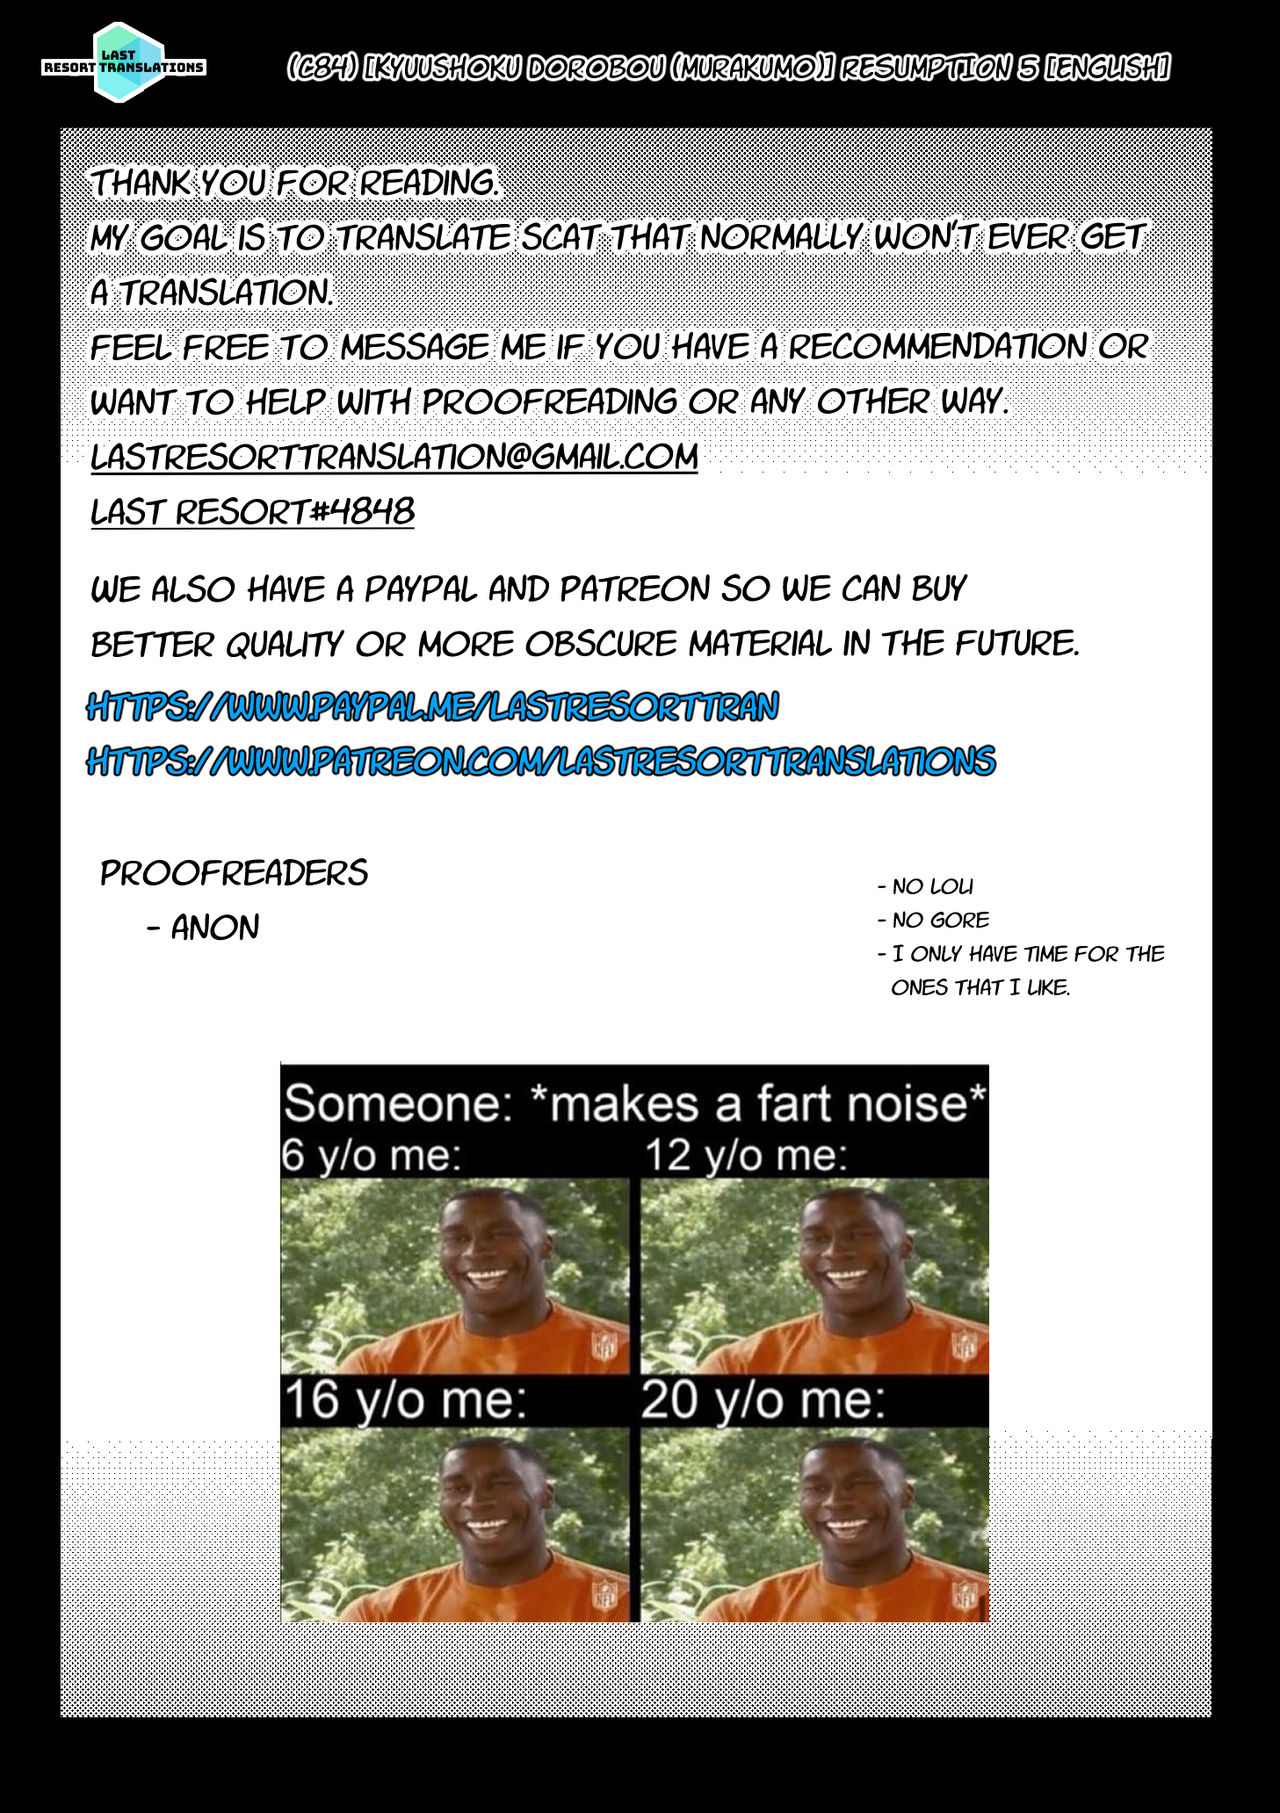 LAST
RESORT TRANSLATIONS
(C84) [KYUUSHOKU DOROBOU (MURAKUMO)] RESUMPTION 5 [ENGLISH]
THANK YOU FOR READING.
MY GOAL IS TO TRANSLATE SCAT THAT NORMALLY WON'T EVER GET
A TRANSLATION.
FEEL FREE TO MESSAGE ME IF YOU HAVE A RECOMMENDATION OR
WANT TO HELP WITH PROOFREADING OR ANY OTHER WAY.
LASTRESORTTRANSLATION@GMAIL.COM
LAST RESORT#4848
WE ALSO HAVE A PAYPAL AND PATREON SO WE CAN BUY
BETTER QUALITY OR MORE OBSCURE MATERIAL IN THE FUTURE.
HTTPS://WWW.PAYPAL.ME/LASTRESORTTRAN
HTTPS://WWW.PATREON.COM/LASTRESORTTRANSLATIONS
PROOFREADERS
- ANON
- NO LOLI
- NO GORE
- I ONLY HAVE TIME FOR THE
ONES THAT I LIKE.
Someone: *makes a fart noise*
6 y/o me:
12 y/o me:
NFL
NFL
16 y/o me:
20 y/o me:
NFL
NFL